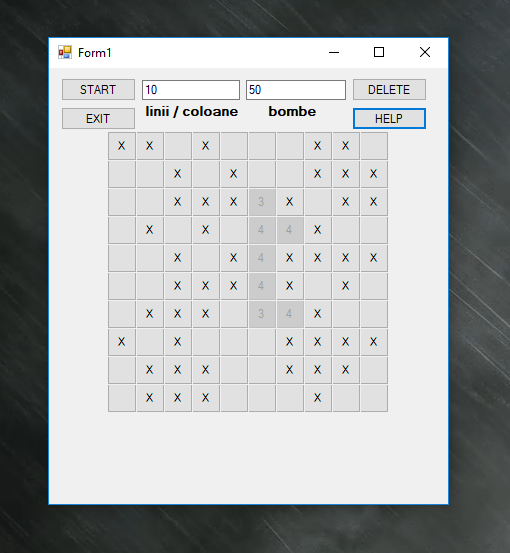 Form1
START 10 50 DELETE
EXIT linii / coloane bombe HELP
X X X X X
X X X X X
X X X 3 X X X
X X 4 4 X
X X 4 X X X X
X X X 4 X X
X X X 3 4 X
X X X X X X
X X X X X X
X X X X